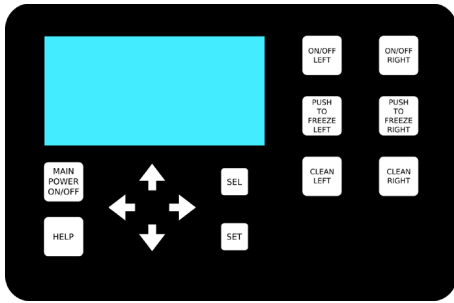 ON/OFF
LEFT
ON/OFF
RIGHT
PUSH
TO
FREEZE
LEFT
PUSH
TO
FREEZE
RIGHT
MAIN
POWER
ON/OFF
SEL
CLEAN
LEFT
CLEAN
RIGHT
HELP
SET